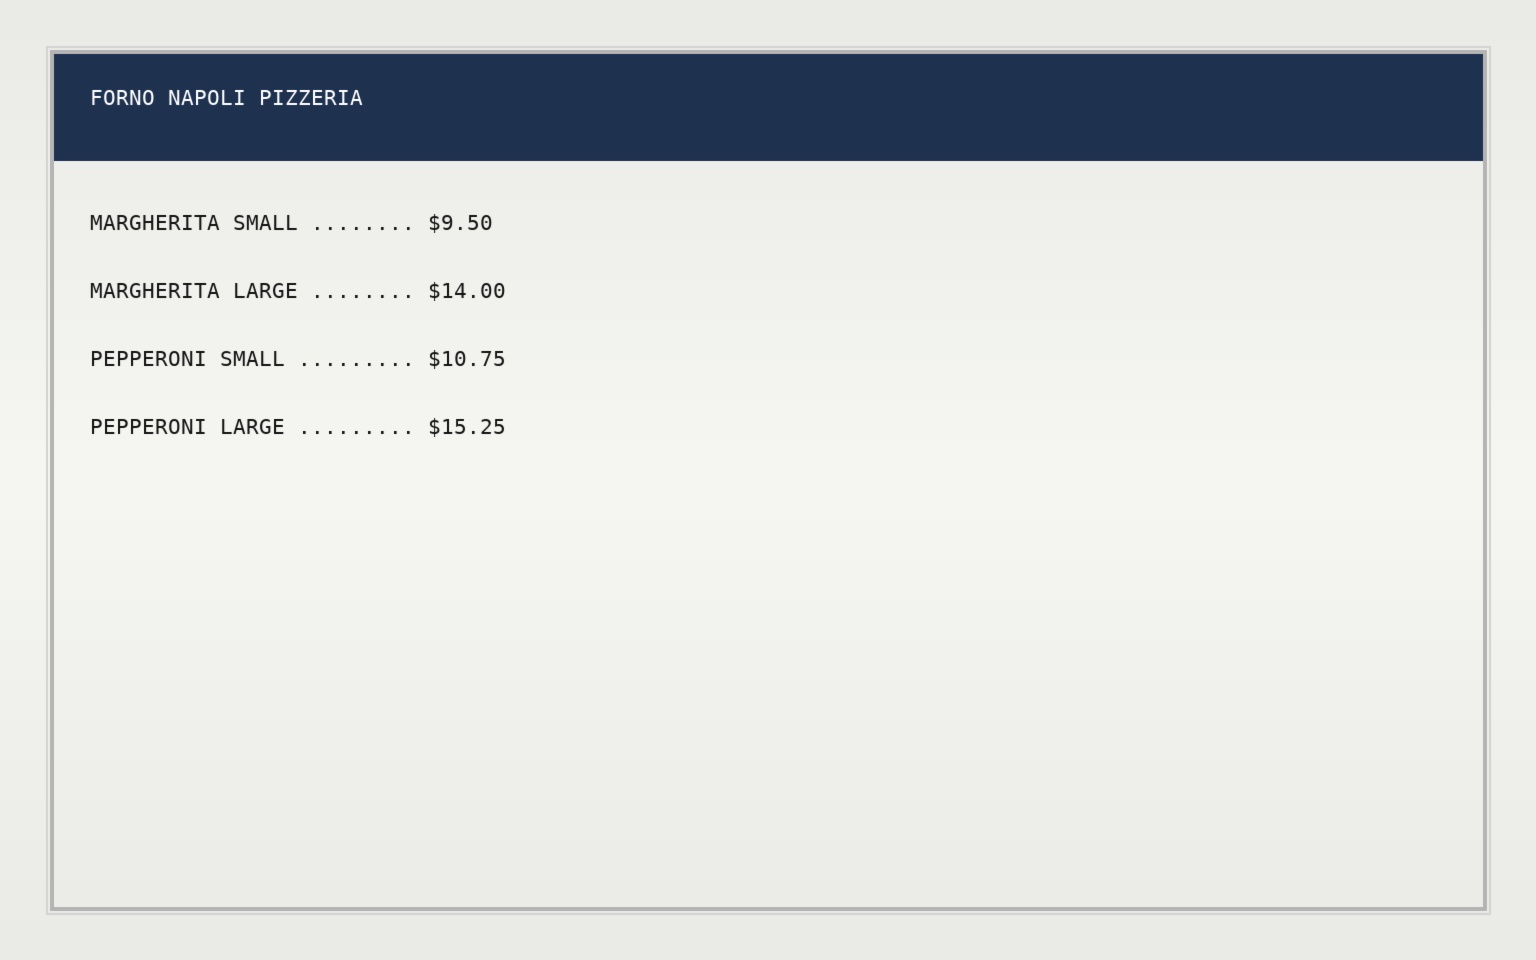 FORNO NAPOLI PIZZERIA
MARGHERITA SMALL ........ $9.50
MARGHERITA LARGE ........ $14.00
PEPPERONI SMALL ......... $10.75
PEPPERONI LARGE ......... $15.25